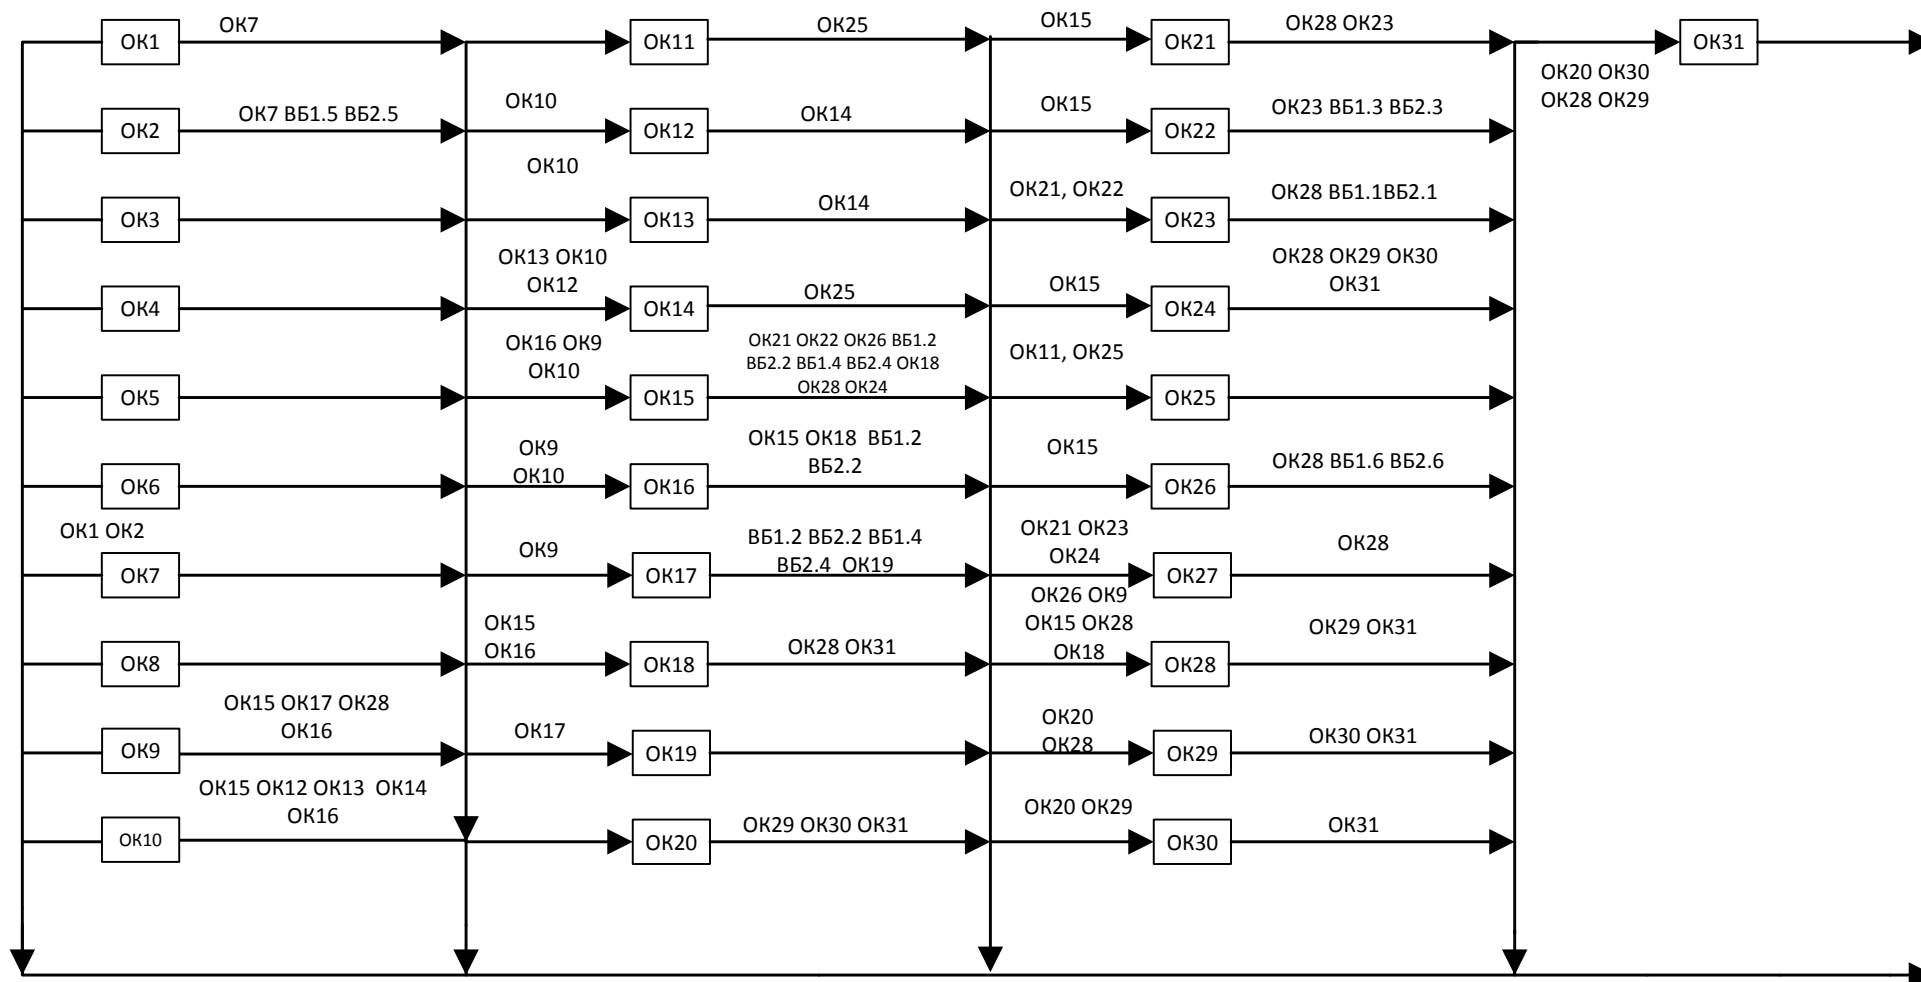 ОК1
ОК7
ОК11
ОК25
ОК15
ОК21
ОК28 ОК23
ОК31
ОК20 ОК30
ОК28 ОК29
ОК2
ОК7 ВБ1.5 ВБ2.5
ОК10
ОК12
ОК14
ОК15
ОК22
ОК23 ВБ1.3 ВБ2.3
ОК3
ОК10
ОК13
ОК14
ОК21, ОК22
ОК23
ОК28 ВБ1.1ВБ2.1
ОК4
ОК13 ОК10
ОК12
ОК14
ОК25
ОК15
ОК24
ОК28 ОК29 ОК30
ОК31
ОК5
ОК16 ОК9
ОК10
ОК15
ОК21 ОК22 ОК26 ВБ1.2
ВБ2.2 ВБ1.4 ВБ2.4 ОК18
ОК28 ОК24
ОК11, ОК25
ОК25
ОК6
ОК9
ОК10
ОК16
ОК15 ОК18 ВБ1.2
ВБ2.2
ОК15
ОК26
ОК28 ВБ1.6 ВБ2.6
ОК1 ОК2
ОК7
ОК9
ОК17
ВБ1.2 ВБ2.2 ВБ1.4
ВБ2.4 ОК19
ОК21 ОК23
ОК24
ОК27
ОК28
ОК8
ОК15
ОК16
ОК18
ОК28 ОК31
ОК26 ОК9
ОК15 ОК28
ОК18
ОК28
ОК29 ОК31
ОК9
ОК15 ОК17 ОК28
ОК16
ОК17
ОК19
ОК20
ОК28
ОК29
ОК30 ОК31
ОК10
ОК15 ОК12 ОК13 ОК14
ОК16
ОК20
ОК29 ОК30 ОК31
ОК20 ОК29
ОК30
ОК31